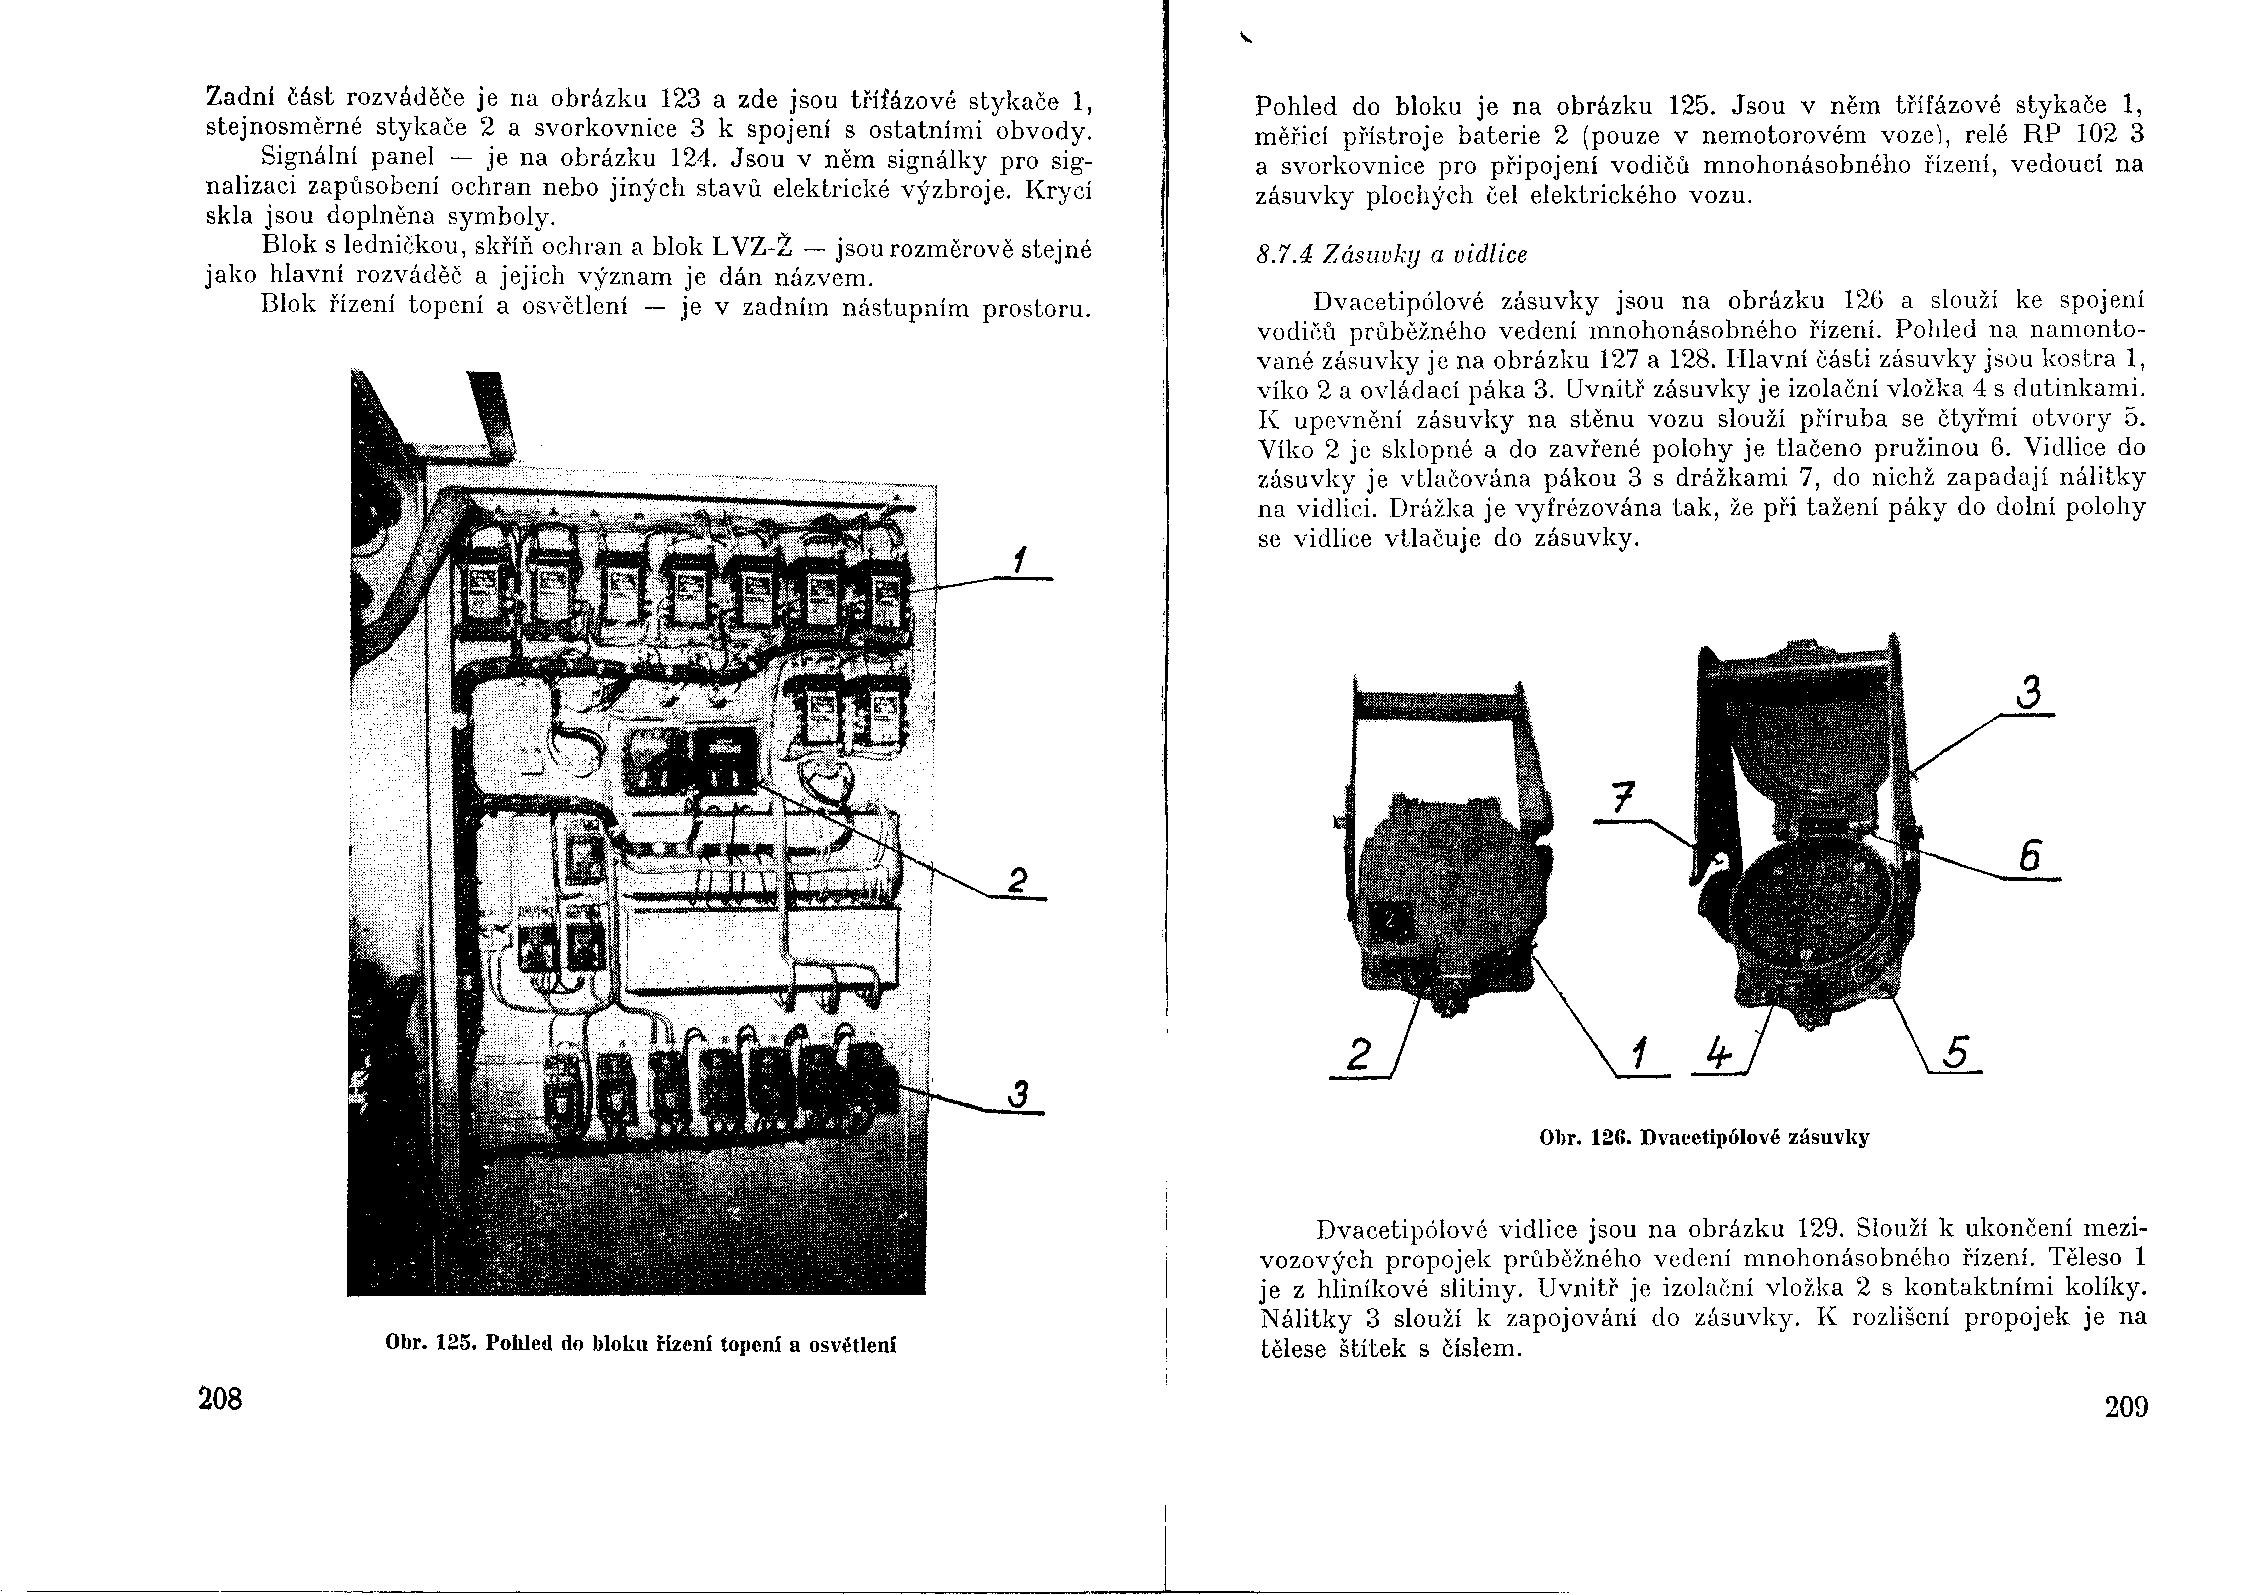 Zadní část rozváděče je na obrázku 123 a zde jsou třífázové stykače 1,
stejnosměrné stykače 2 a svorkovnice 3 k spojení s ostatními obvody.
Signální panel — je na obrázku 124. Jsou v něm signálky pro sig-
nalizaci zapůsobení ochran nebo jiných stavů elektrické výzbroje. Krycí
skla jsou doplněna symboly.
Blok s ledničkou, skříň ochran a blok LVZ-Ž — jsou rozměrově stejné
jako hlavní rozváděč a jejich význam je dán názvem.
Blok řízení topení a osvětlení — je v zadním nástupním prostoru.
1
2
3
Obr. 125. Pohled do bloku řízení topení a osvětlení
208
Pohled do bloku je na obrázku 125. Jsou v něm třífázové stykače 1,
měřicí přístroje baterie 2 (pouze v nemotorovém voze), relé RP 102 3
a svorkovnice pro připojení vodičů mnohonásobného řízení, vedoucí na
zásuvky plochých čel elektrického vozu.
8.7.4 Zásuvky a vidlice
Dvacetipólové zásuvky jsou na obrázku 126 a slouží ke spojení
vodičů průběžného vedení mnohonásobného řízení. Pohled na namonto-
vané zásuvky je na obrázku 127 a 128. Hlavní části zásuvky jsou kostra 1,
víko 2 a ovládací páka 3. Uvnitř zásuvky je izolační vložka 4 s dutinkami.
K upevnění zásuvky na stěnu vozu slouží příruba se čtyřmi otvory 5.
Víko 2 je sklopné a do zavřené polohy je tlačeno pružinou 6. Vidlice do
zásuvky je vtlačována pákou 3 s drážkami 7, do nichž zapadají nálitky
na vidlici. Drážka je vyfrézována tak, že při tažení páky do dolní polohy
se vidlice vtlačuje do zásuvky.
3
7
6
2
2
1
4
5
Obr. 126. Dvacetipólové zásuvky
Dvacetipólové vidlice jsou na obrázku 129. Slouží k ukončení mezi-
vozových propojek průběžného vedení mnohonásobného řízení. Těleso 1
je z hliníkové slitiny. Uvnitř je izolační vložka 2 s kontaktními kolíky.
Nálitky 3 slouží k zapojování do zásuvky. K rozlišení propojek je na
tělese štítek s číslem.
209